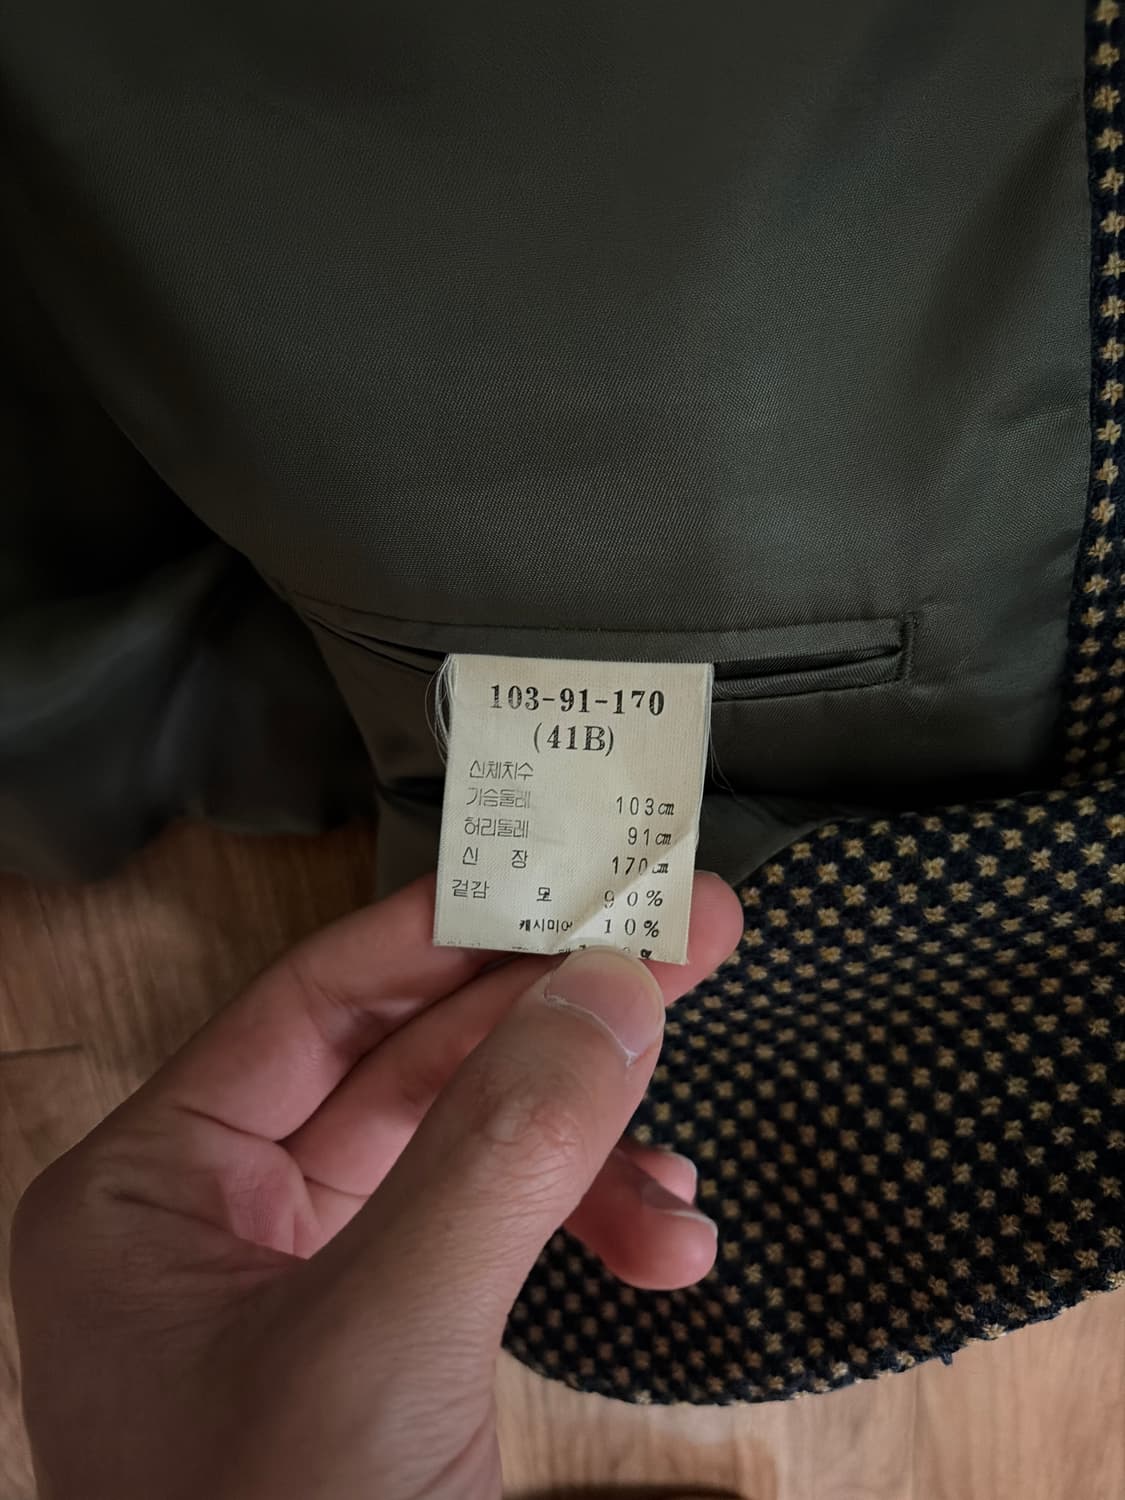 103-91-170
(41B)
신체치수
가슴둘레 103㎝
허리둘레 91㎝
신 장 170㎝
겉감 모 90%
캐시미어 10%